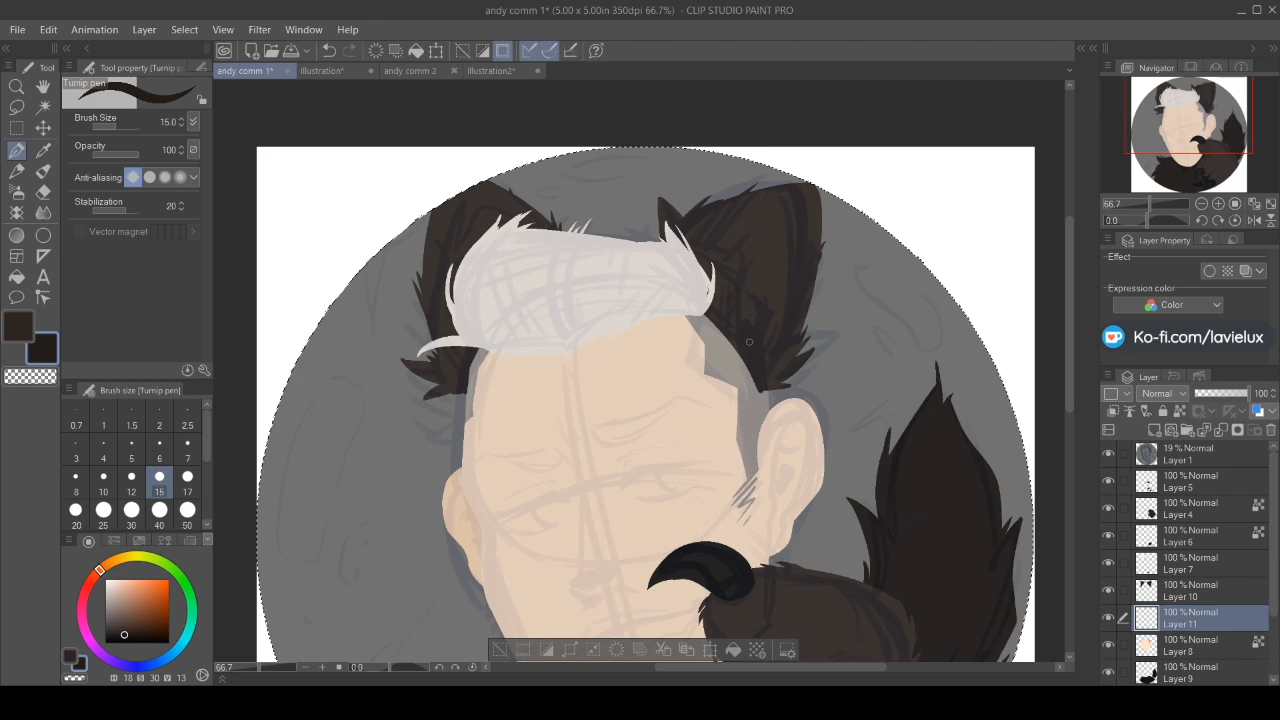 andy comm 1* (5.00 x 5.00in 350dpi 66.7%) - CLIP STUDIO PAINT PRO
File Edit Animation Layer Select View Filter Window Help
Tool
Tool property [Turnip p
andy comm 1*
Illustration*
andy comm 2
Illustration2*
Navigator
Turnip pen
Brush Size 15.0
Opacity 100
Anti-aliasing
Stabilization 20
Vector magnet
66.7
0.0
Layer Property
Effect
Expression color
Color
Ko-fi.com/lavielux
Brush size [Turnip pen]
0.7 1 1.5 2 2.5
3 4 5 6 7
8 10 12 15 17
20 25 30 40 50
Layer
Normal 100
19 % Normal
Layer 1
100 % Normal
Layer 5
100 % Normal
Layer 4
100 % Normal
Layer 6
100 % Normal
Layer 7
100 % Normal
Layer 10
100 % Normal
Layer 11
100 % Normal
Layer 8
100 % Normal
Layer 9
H 18 S 30 V 13
66.7
0.0